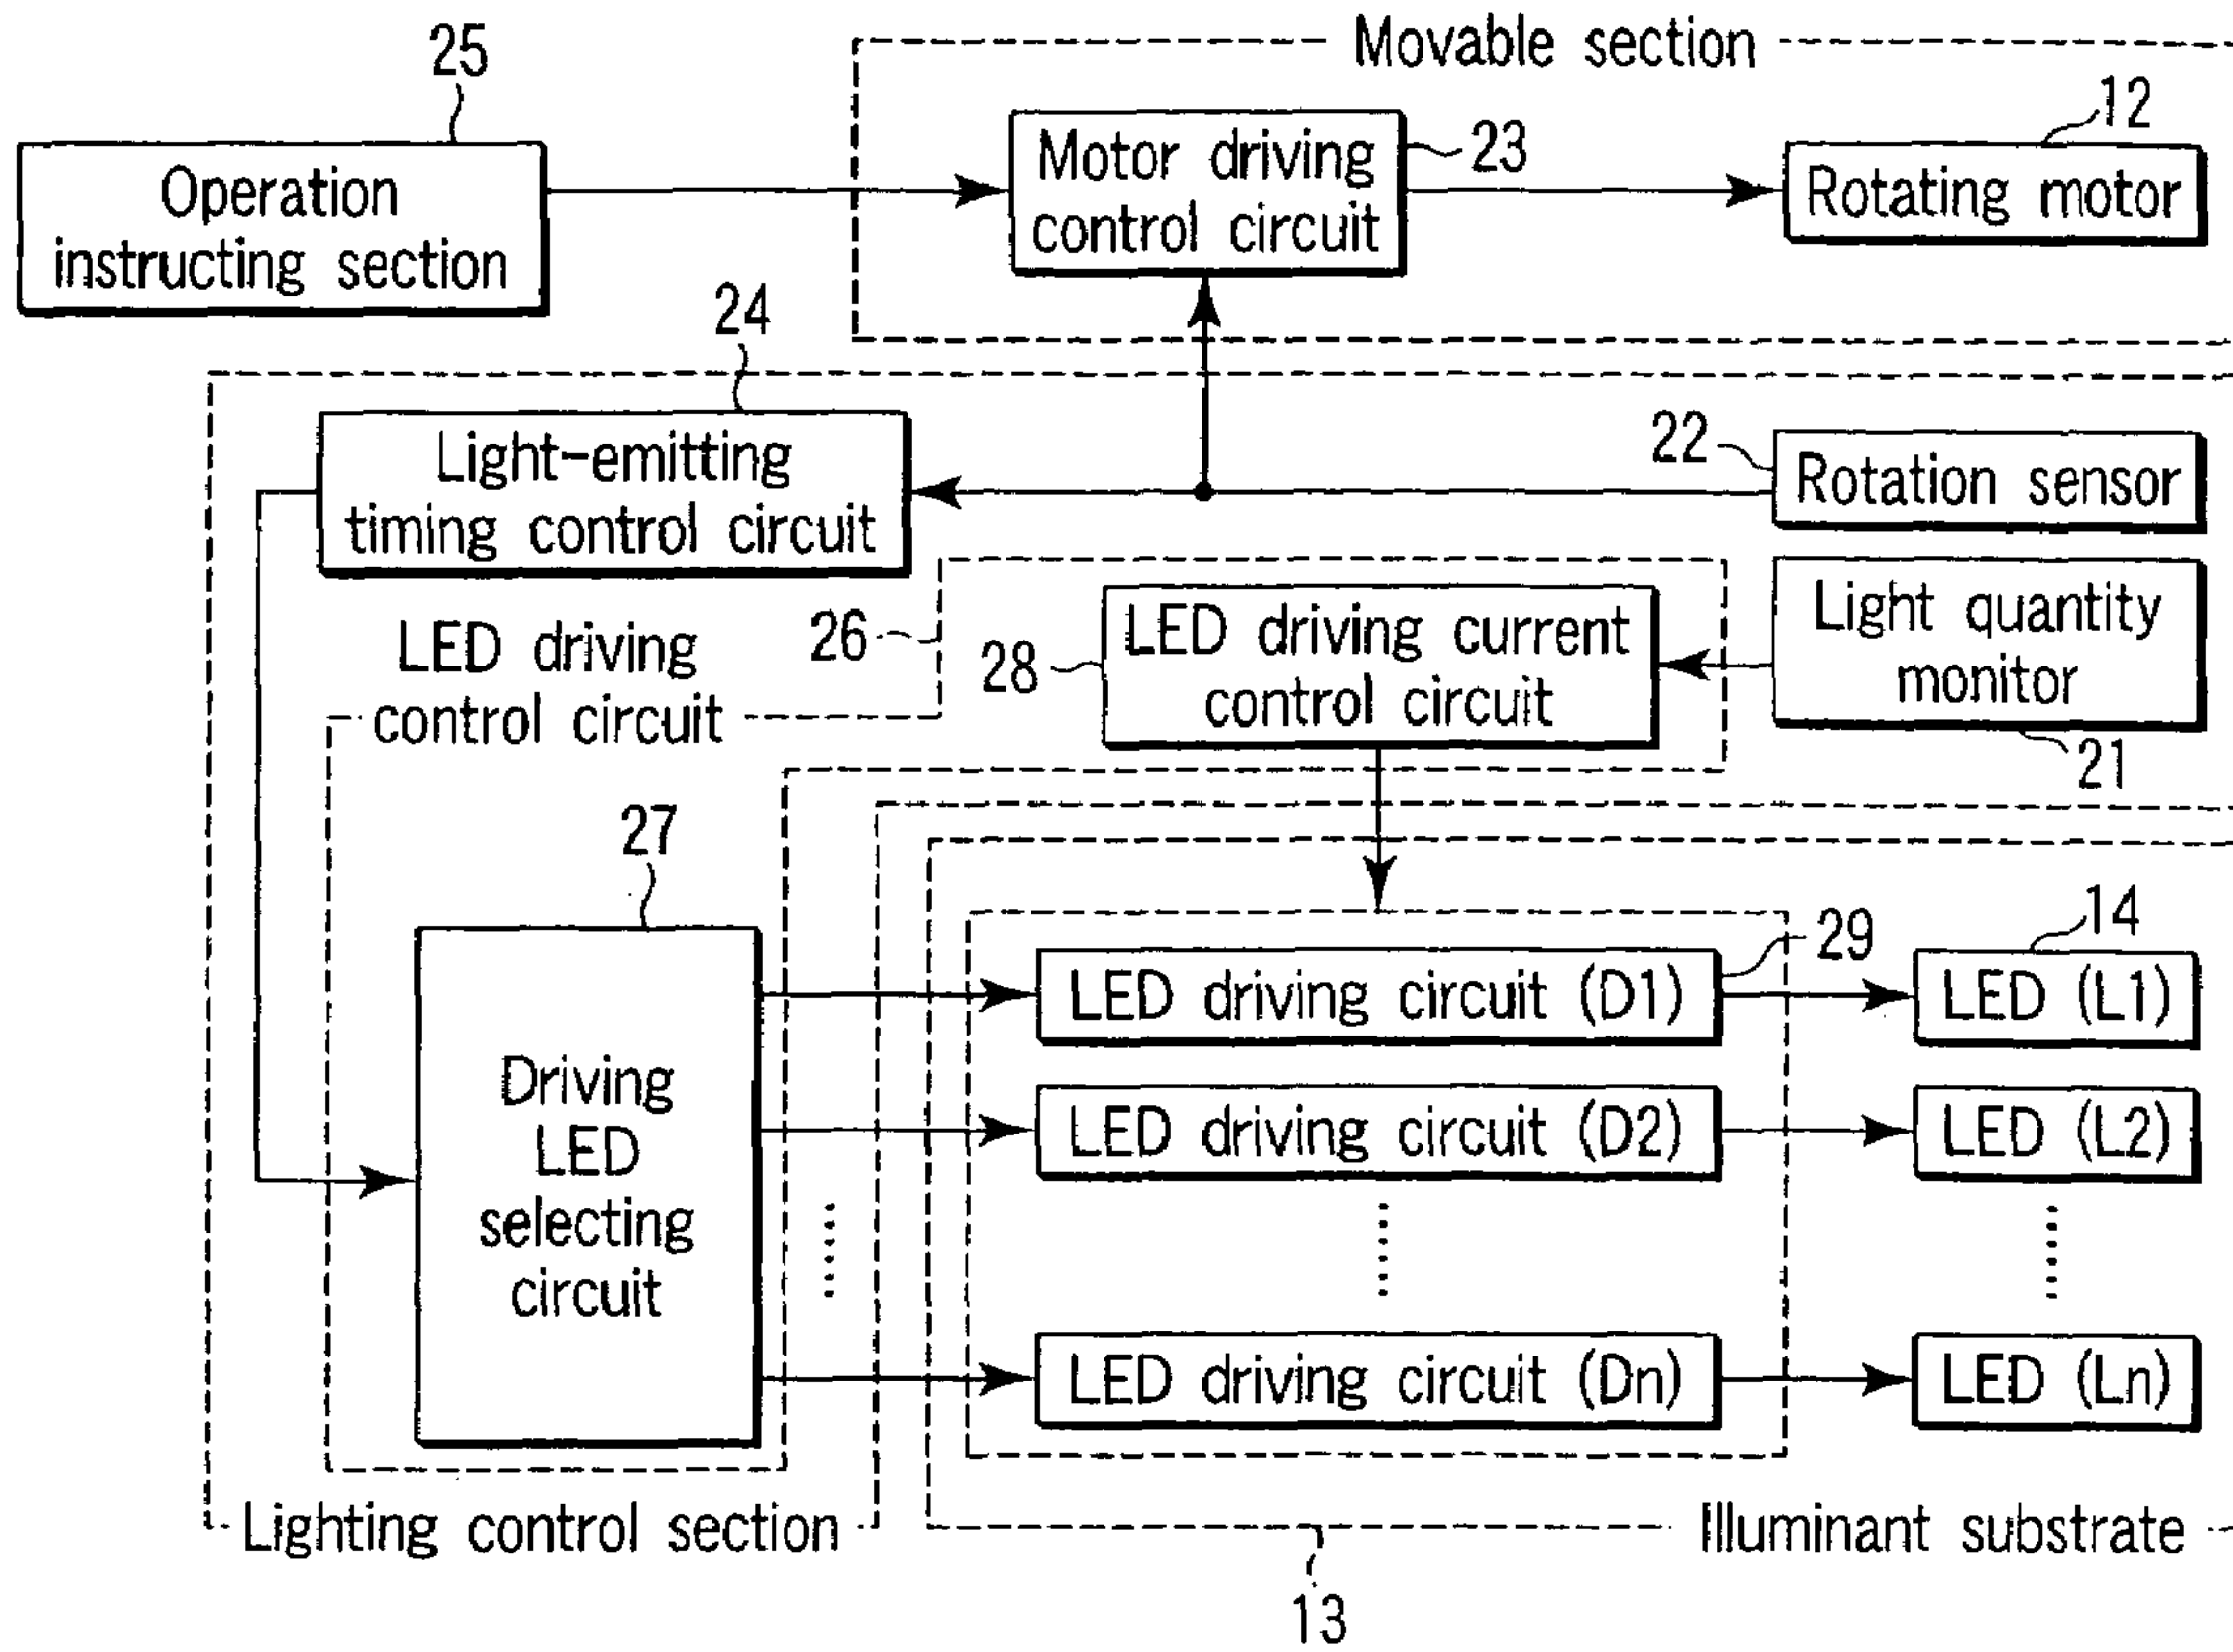 Movable section
25
12
Operation
instructing section
Motor driving
control circuit
23
Rotating motor
24
Light-emitting
timing control circuit
22
Rotation sensor
LED driving
control circuit
26
28
LED driving current
control circuit
Light quantity
monitor
21
27
Driving
LED
selecting
circuit
29
14
LED driving circuit (D1)
LED (L1)
LED driving circuit (D2)
LED (L2)
LED driving circuit (Dn)
LED (Ln)
Lighting control section
Illuminant substrate
13